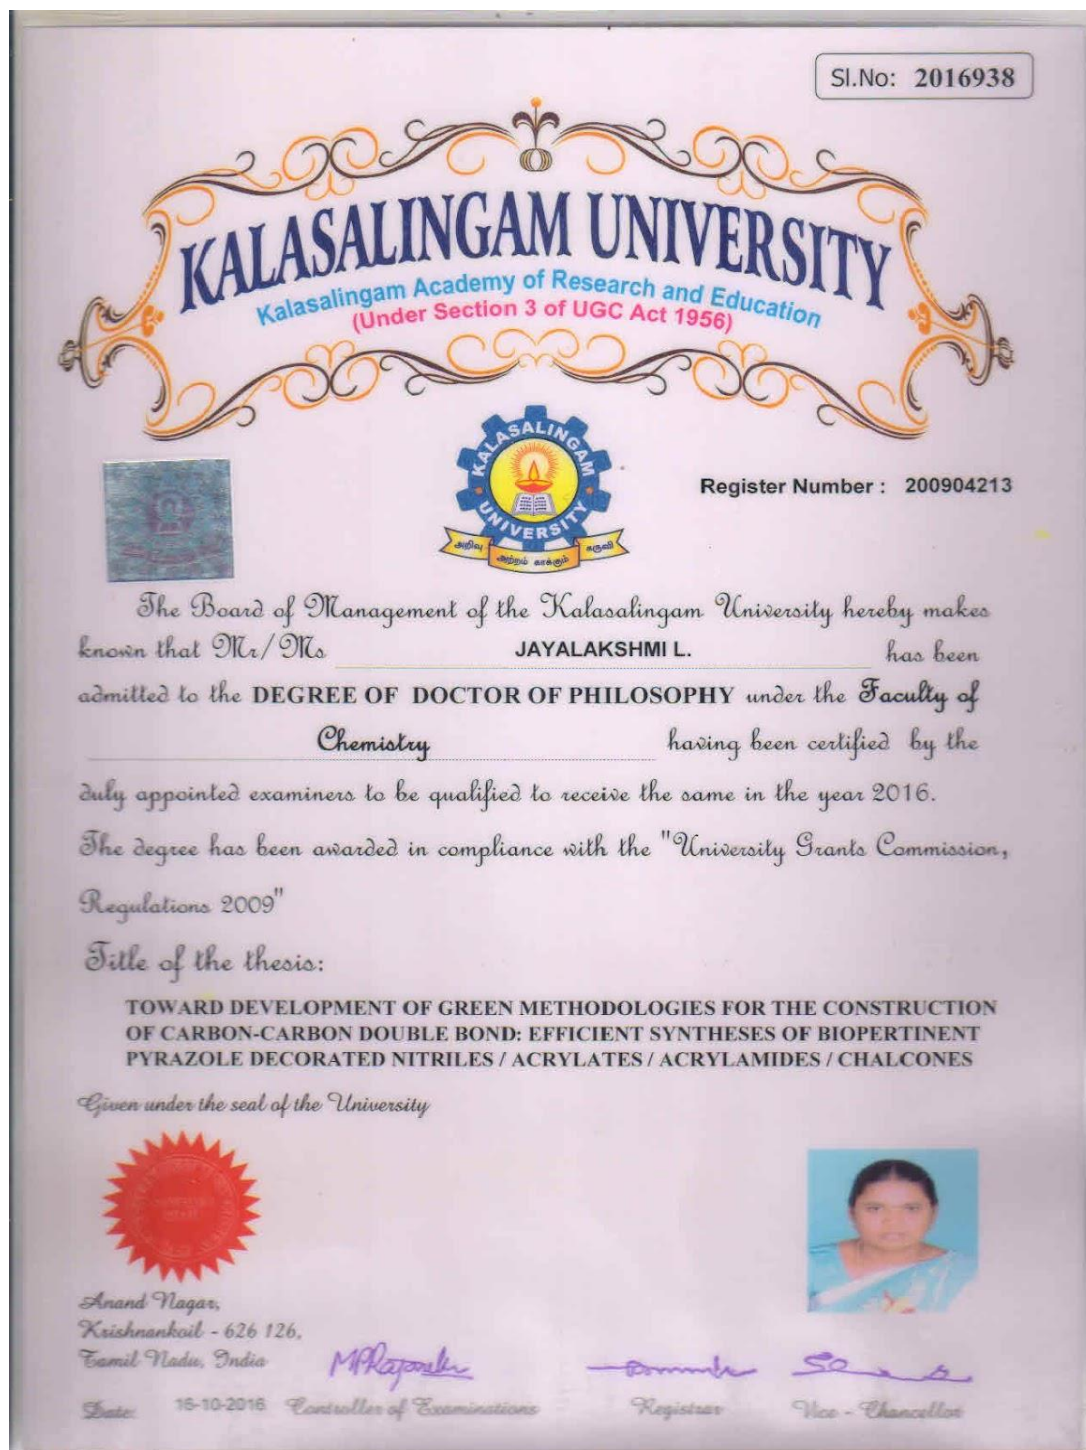 Sl.No: 2016938
KALASALINGAM UNIVERSITY
Kalasalingam Academy of Research and Education
(Under Section 3 of UGC Act 1956)
KALASALINGAM
UNIVERSITY
அறிவு அற்றம் காக்கும் கருவி
Register Number : 200904213
The Board of Management of the Kalasalingam University hereby makes
known that Mr/Ms JAYALAKSHMI L. has been
admitted to the DEGREE OF DOCTOR OF PHILOSOPHY under the Faculty of
Chemistry having been certified by the
duly appointed examiners to be qualified to receive the same in the year 2016.
The degree has been awarded in compliance with the "University Grants Commission,
Regulations 2009"
Title of the thesis:
TOWARD DEVELOPMENT OF GREEN METHODOLOGIES FOR THE CONSTRUCTION
OF CARBON-CARBON DOUBLE BOND: EFFICIENT SYNTHESES OF BIOPERTINENT
PYRAZOLE DECORATED NITRILES / ACRYLATES / ACRYLAMIDES / CHALCONES
Given under the seal of the University
Anand Nagar,
Krishnankoil - 626 126,
Tamil Nadu, India
Date: 16-10-2016 Controller of Examinations Registrar Vice - Chancellor